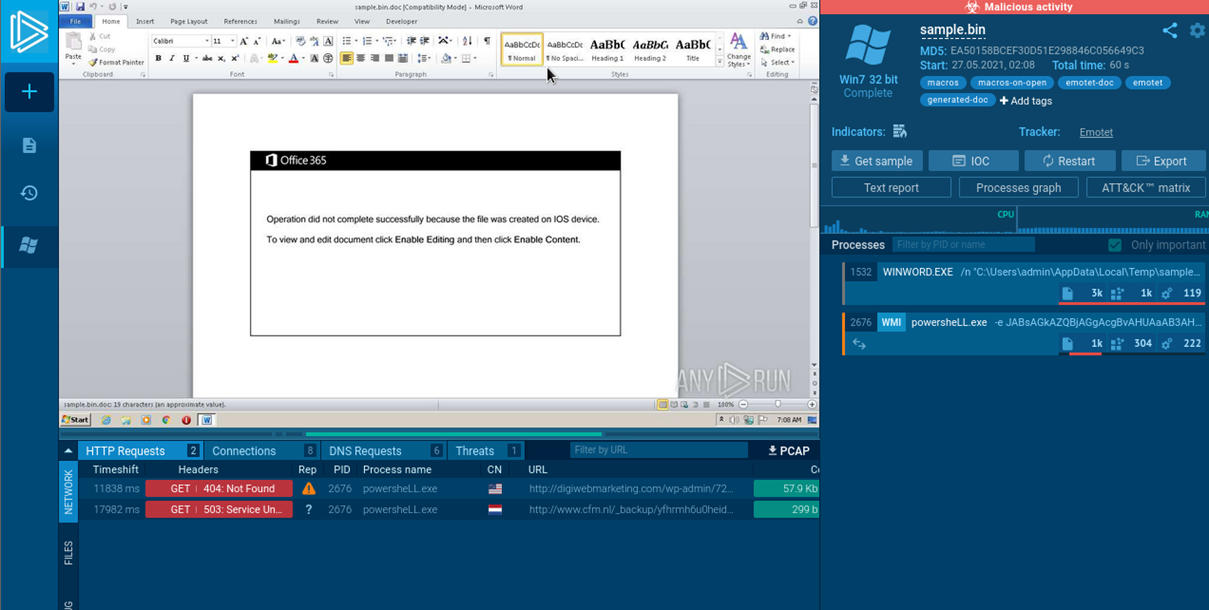 sample.bin.doc [Compatibility Mode] - Microsoft Word
File Home Insert Page Layout References Mailings Review View Developer
Paste
Cut
Copy
Format Painter
Calibri 11
AaBbCcDc AaBbCcDc AaBbC AaBbCc AaBbC
¶ Normal ¶ No Spaci... Heading 1 Heading 2 Title
Change Styles
Find
Replace
Select
Clipboard Font Paragraph Styles Editing
Office 365
Operation did not complete successfully because the file was created on IOS device.
To view and edit document click Enable Editing and then click Enable Content.
ANY RUN
sample.bin.doc: 19 characters (an approximate value).
100%
Start
7:08 AM
Malicious activity
sample.bin
MD5: EA50158BCEF30D51E298846C056649C3
Start: 27.05.2021, 02:08 Total time: 60 s
Win7 32 bit
Complete
macros macros-on-open emotet-doc emotet
generated-doc + Add tags
Indicators:
Tracker: Emotet
Get sample IOC Restart Export
Text report Processes graph ATT&CK™ matrix
CPU RAM
Processes Filter by PID or name Only important
1532 WINWORD.EXE /n "C:\Users\admin\AppData\Local\Temp\sample...
3k 1k 119
2676 WMI powersheLL.exe -e JABsAGkAZQBjAGgAcgBvAHUAaAB3AH...
1k 304 222
HTTP Requests 2 Connections 8 DNS Requests 6 Threats 1 Filter by URL PCAP
Timeshift Headers Rep PID Process name CN URL Co
11838 ms GET 404: Not Found 2676 powersheLL.exe http://digiwebmarketing.com/wp-admin/72... 57.9 Kb
17982 ms GET 503: Service Un... ? 2676 powersheLL.exe http://www.cfm.nl/_backup/yfhrmh6u0heid... 299 b
NETWORK
FILES